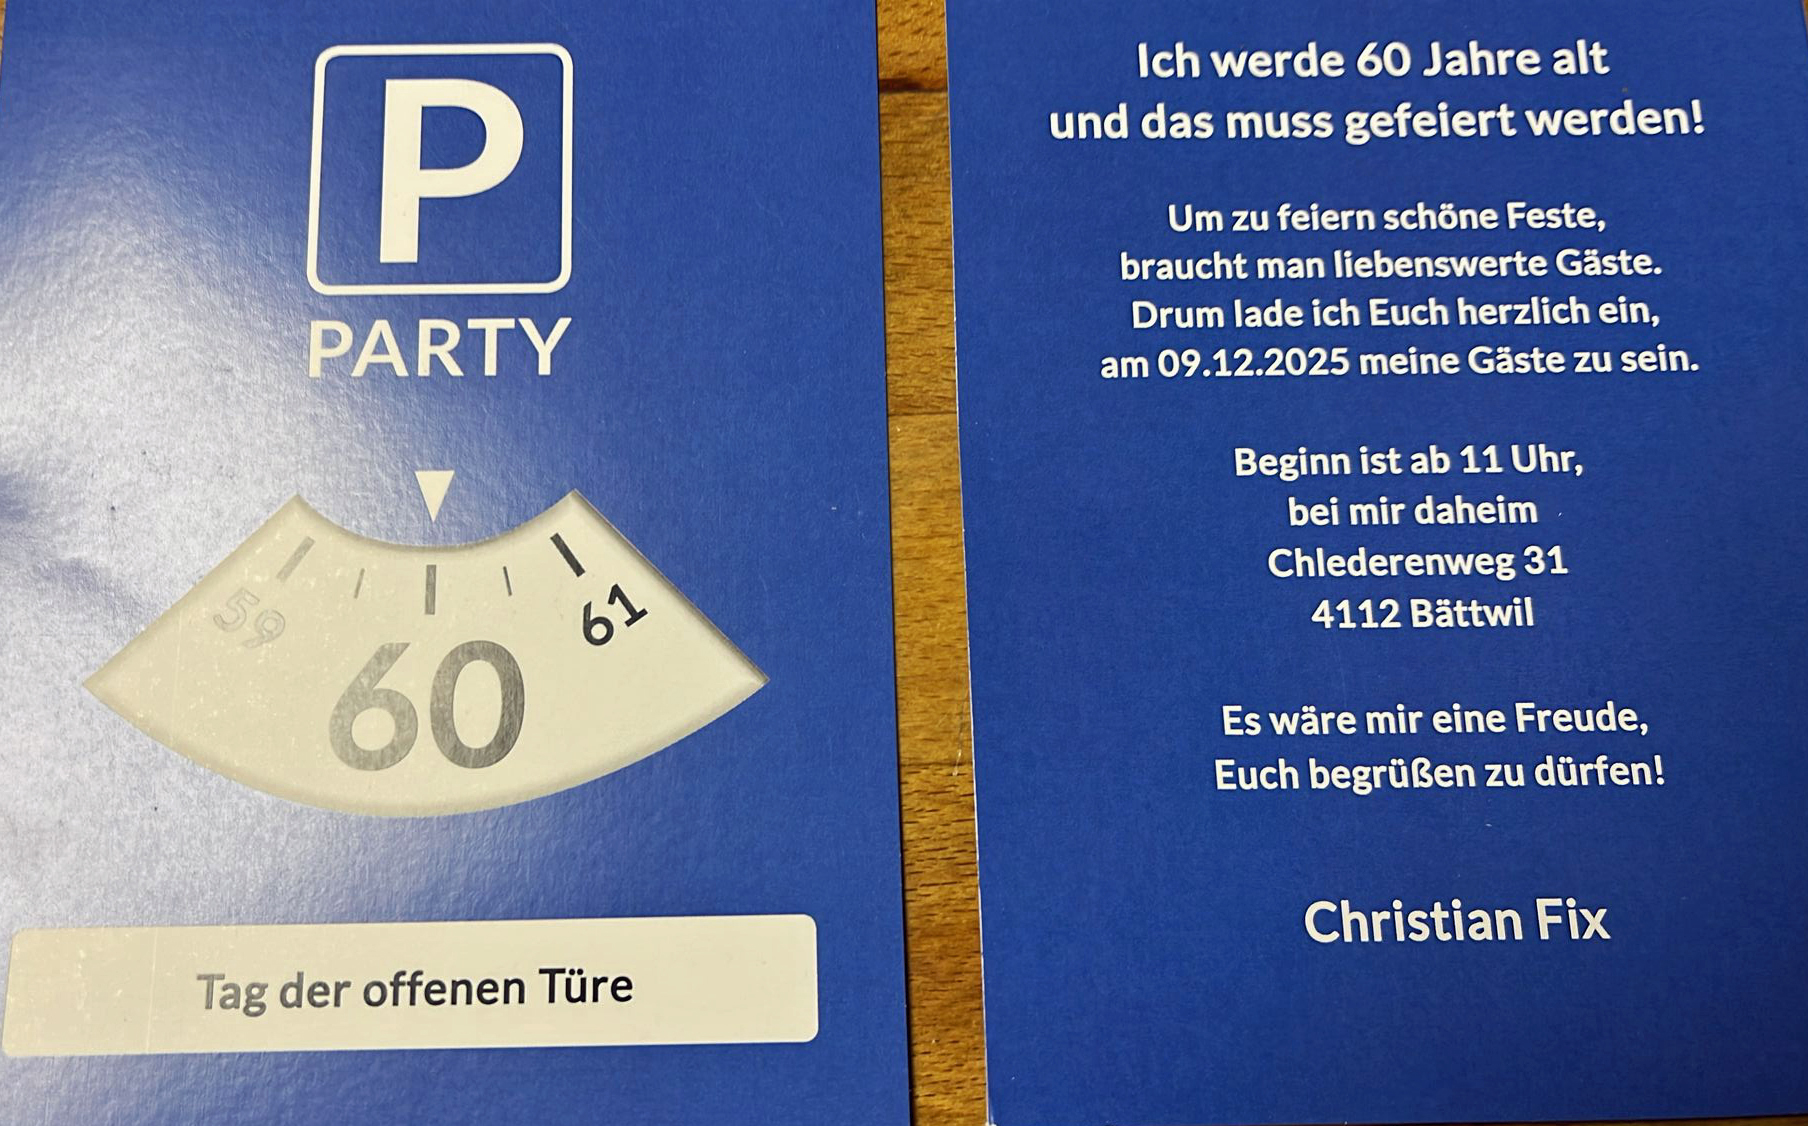 P
PARTY
59
60
61
Tag der offenen Türe
Ich werde 60 Jahre alt
und das muss gefeiert werden!
Um zu feiern schöne Feste,
braucht man liebenswerte Gäste.
Drum lade ich Euch herzlich ein,
am 09.12.2025 meine Gäste zu sein.
Beginn ist ab 11 Uhr,
bei mir daheim
Chlederenweg 31
4112 Bättwil
Es wäre mir eine Freude,
Euch begrüßen zu dürfen!
Christian Fix